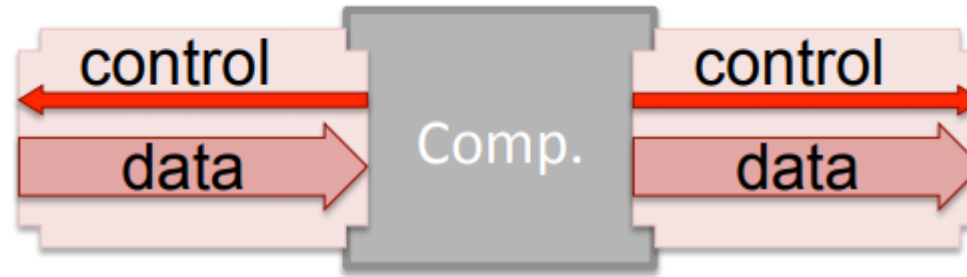 control
data
Comp.
control
data